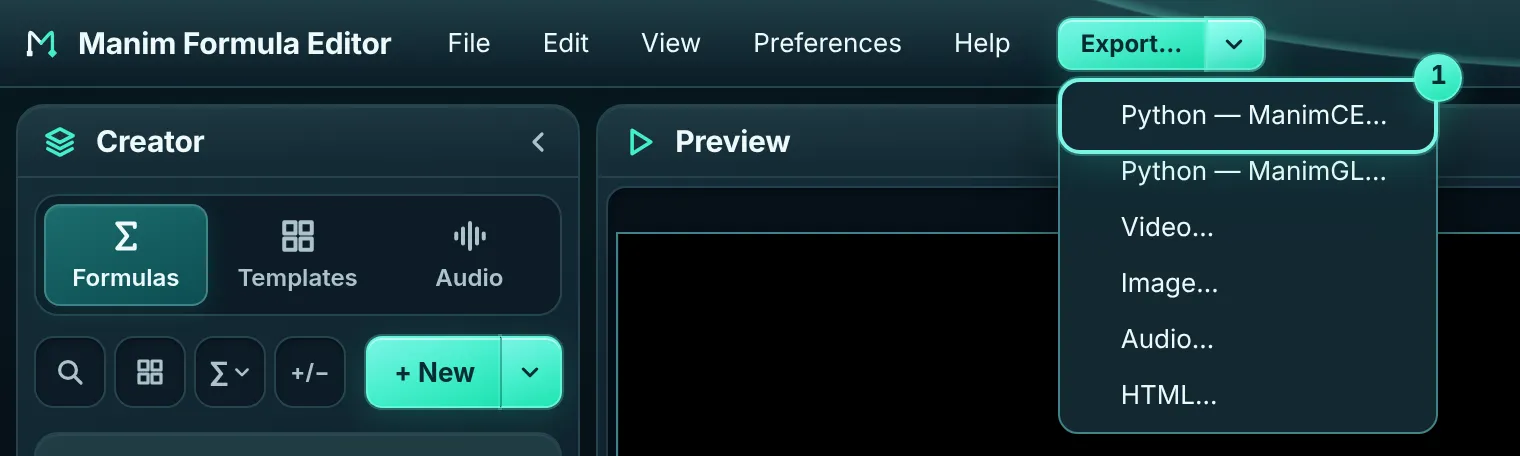 Manim Formula Editor
File
Edit
View
Preferences
Help
Export...
1
Python — ManimCE...
Python — ManimGL...
Video...
Image...
Audio...
HTML...
Creator
Formulas
Templates
Audio
Σ
+/−
+ New
Preview